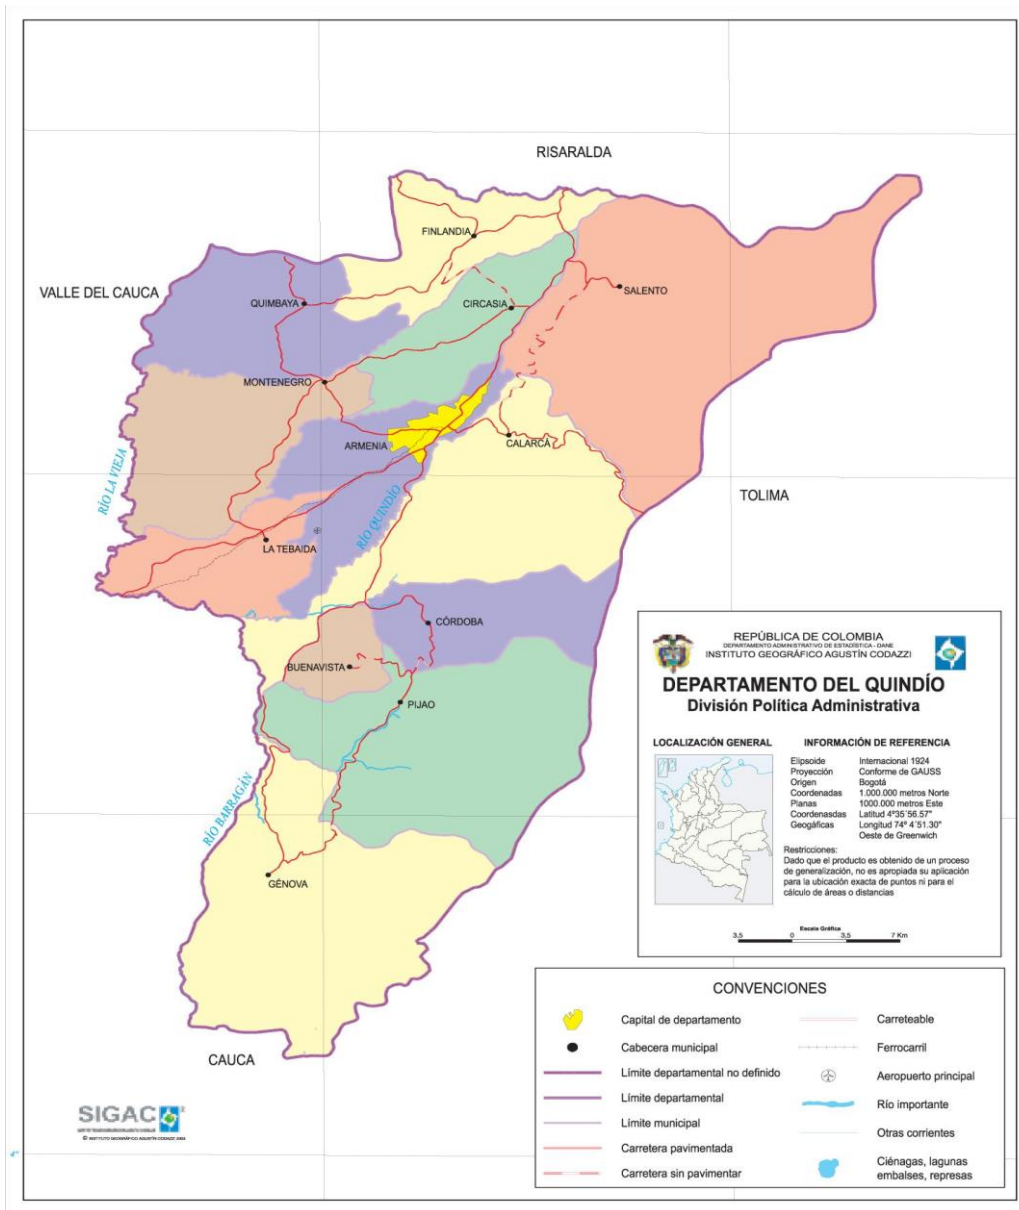 RISARALDA
FINLANDIA
VALLE DEL CAUCA
QUIMBAYA
CIRCASIA
SALENTO
MONTENEGRO
ARMENIA
CALARCÁ
RÍO LA VIEJA
TOLIMA
RÍO QUINDÍO
LA TEBAIDA
CÓRDOBA
BUENAVISTA
PIJAO
RÍO BARRAGÁN
GÉNOVA
CAUCA
REPÚBLICA DE COLOMBIA
DEPARTAMENTO ADMINISTRATIVO DE ESTADÍSTICA - DANE
INSTITUTO GEOGRÁFICO AGUSTÍN CODAZZI
DEPARTAMENTO DEL QUINDÍO
División Política Administrativa
LOCALIZACIÓN GENERAL
INFORMACIÓN DE REFERENCIA
Elipsoide Internacional 1924
Proyección Conforme de GAUSS
Origen Bogotá
Coordenadas 1.000.000 metros Norte
Planas 1000.000 metros Este
Coordenasdas Latitud 4º35´56.57"
Geogáficas Longitud 74º 4´51.30"
Oeste de Greenwich
Restricciones:
Dado que el producto es obtenido de un proceso
de generalización, no es apropiada su aplicación
para la ubicación exacta de puntos ni para el
cálculo de áreas o distancias
Escala Gráfica
3,5 0 3,5 7 Km
CONVENCIONES
Capital de departamento
Cabecera municipal
Límite departamental no definido
Límite departamental
Límite municipal
Carretera pavimentada
Carretera sin pavimentar
Carreteable
Ferrocarril
Aeropuerto principal
Río importante
Otras corrientes
Ciénagas, lagunas
embalses, represas
SIGAC
© INSTITUTO GEOGRÁFICO AGUSTÍN CODAZZI